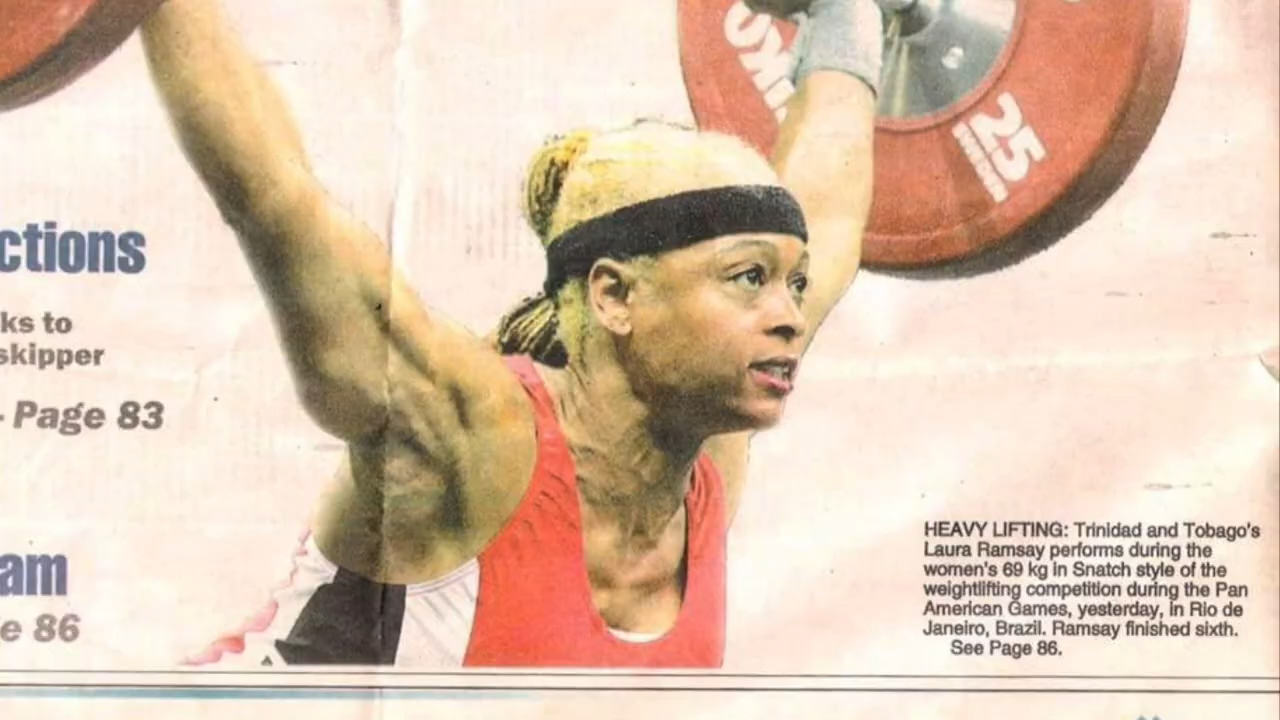 25
ctions
ks to
skipper
- Page 83
am
e 86
HEAVY LIFTING: Trinidad and Tobago's
Laura Ramsay performs during the
women's 69 kg in Snatch style of the
weightlifting competition during the Pan
American Games, yesterday, in Rio de
Janeiro, Brazil. Ramsay finished sixth.
See Page 86.